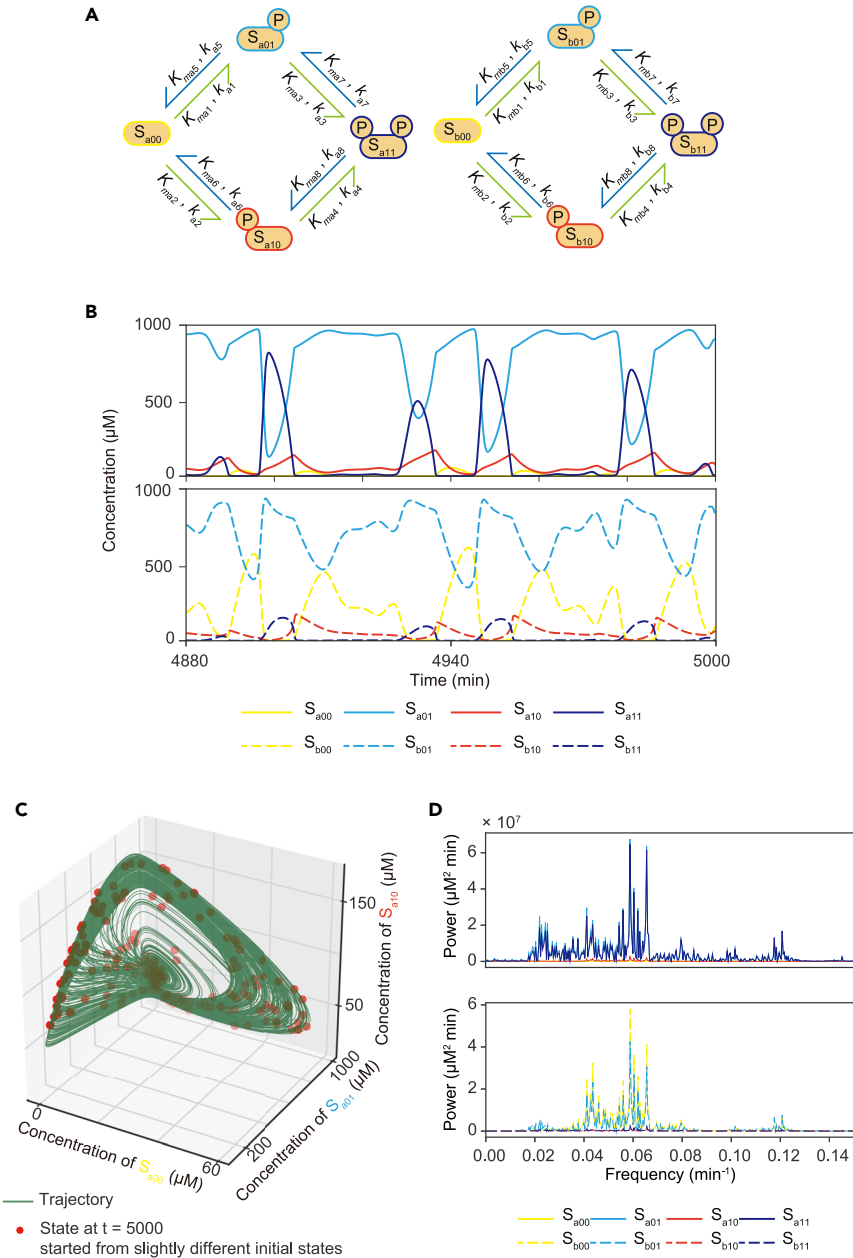 A
P
S_a01
K_ma5, k_a5
K_ma1, k_a1
K_ma7, k_a7
K_ma3, k_a3
S_a00
P P
S_a11
K_ma6, k_a6
K_ma2, k_a2
K_ma8, k_a8
K_ma4, k_a4
P
S_a10
P
S_b01
K_mb5, k_b5
K_mb1, k_b1
K_mb7, k_b7
K_mb3, k_b3
S_b00
P P
S_b11
K_mb6, k_b6
K_mb2, k_b2
K_mb8, k_b8
K_mb4, k_b4
P
S_b10
B
Concentration (μM)
1000
500
0
1000
500
0
4880 4940 5000
Time (min)
S_a00 S_a01 S_a10 S_a11
S_b00 S_b01 S_b10 S_b11
C
Concentration of S_a10 (μM)
150
50
Concentration of S_a01 (μM)
1000
200
Concentration of S_a00 (μM)
0
60
Trajectory
State at t = 5000
started from slightly different initial states
D
× 10⁷
Power (μM² min)
6
4
2
0
Power (μM² min)
6
4
2
0
0.00 0.02 0.04 0.06 0.08 0.10 0.12 0.14
Frequency (min⁻¹)
S_a00 S_a01 S_a10 S_a11
S_b00 S_b01 S_b10 S_b11